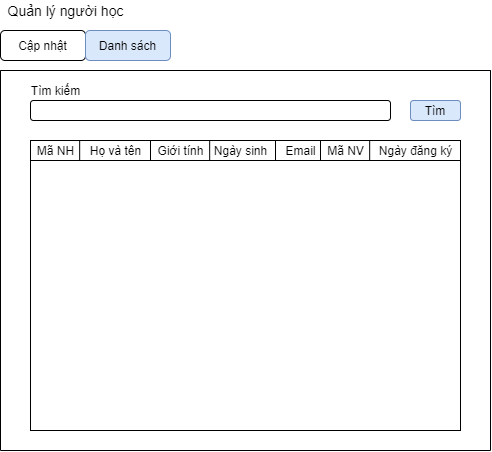 Quản lý người học
Cập nhật Danh sách
Tìm kiếm
Tìm
Mã NH Họ và tên Giới tính Ngày sinh Email Mã NV Ngày đăng ký